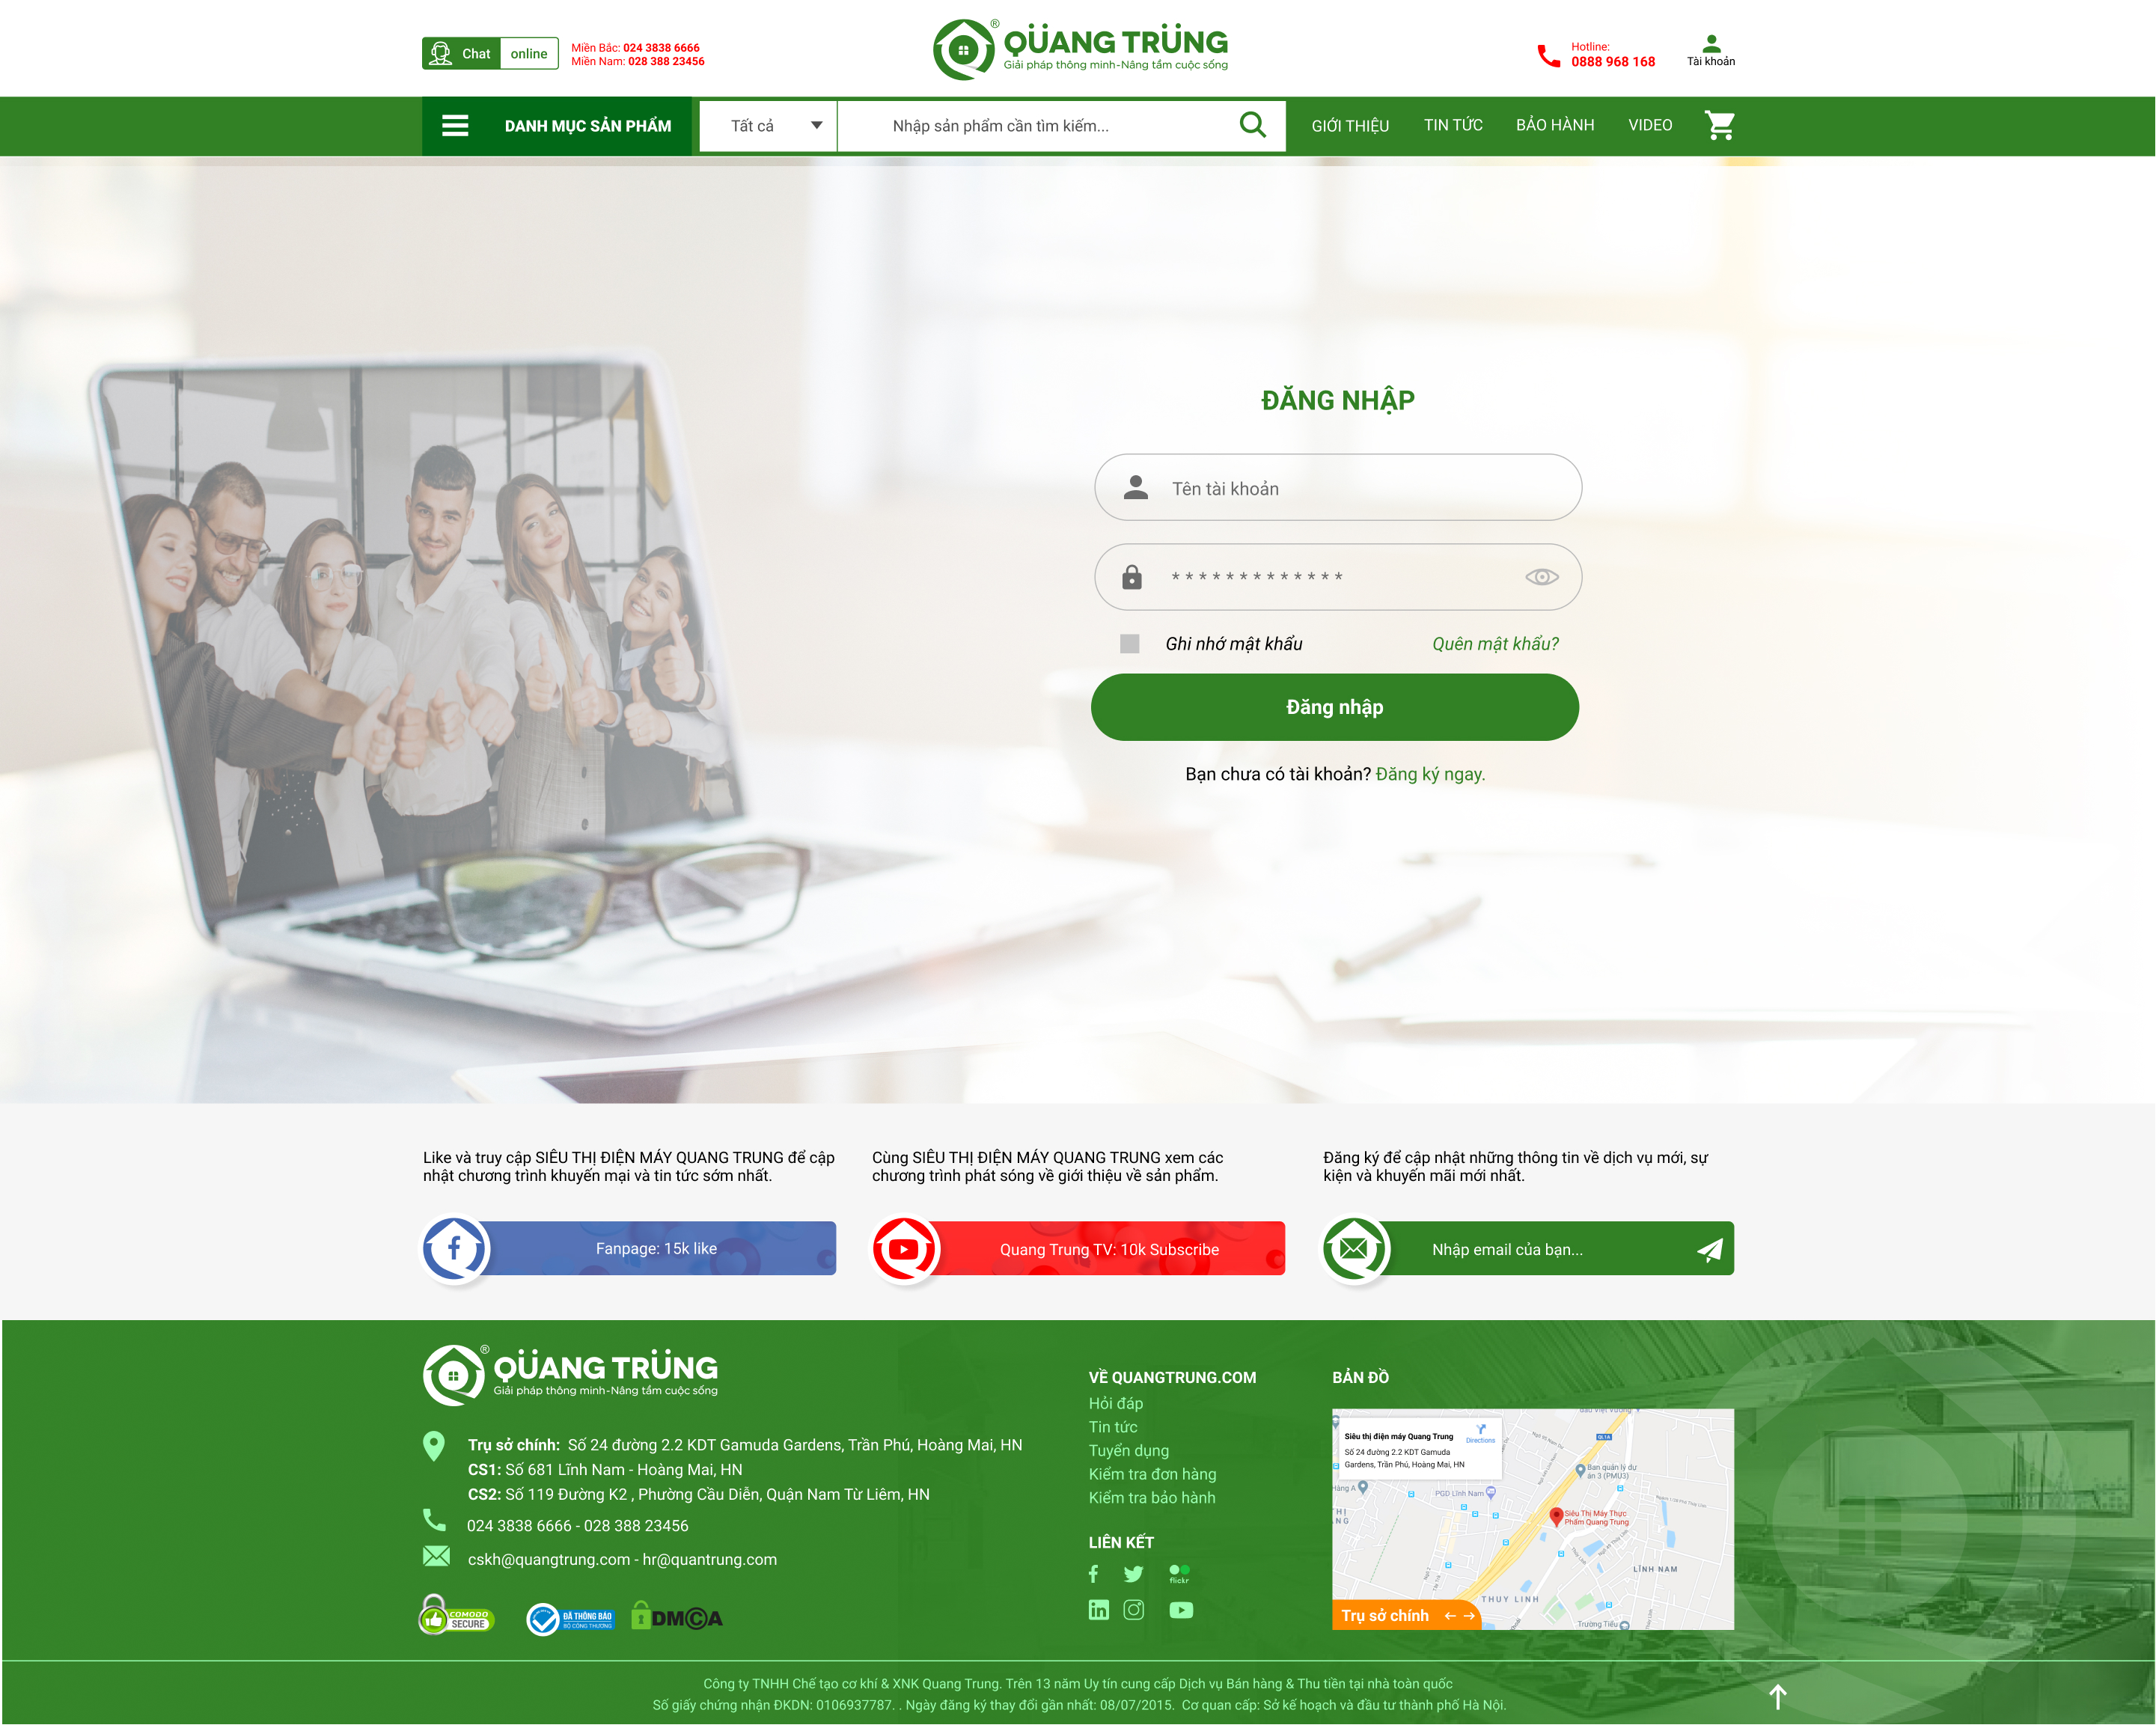 Chat online
Miền Bắc: 024 3838 6666
Miền Nam: 028 388 23456
QÜANG TRÜNG ®
Giải pháp thông minh-Nâng tầm cuộc sống
Hotline:
0888 968 168
Tài khoản
DANH MỤC SẢN PHẨM
Tất cả
Nhập sản phẩm cần tìm kiếm...
GIỚI THIỆU
TIN TỨC
BẢO HÀNH
VIDEO
ĐĂNG NHẬP
Tên tài khoản
* * * * * * * * * * * * *
Ghi nhớ mật khẩu
Quên mật khẩu?
Đăng nhập
Bạn chưa có tài khoản? Đăng ký ngay.
Like và truy cập SIÊU THỊ ĐIỆN MÁY QUANG TRUNG để cập
nhật chương trình khuyến mại và tin tức sớm nhất.
Fanpage: 15k like
Cùng SIÊU THỊ ĐIỆN MÁY QUANG TRUNG xem các
chương trình phát sóng về giới thiệu về sản phẩm.
Quang Trung TV: 10k Subscribe
Đăng ký để cập nhật những thông tin về dịch vụ mới, sự
kiện và khuyến mãi mới nhất.
Nhập email của bạn...
QÜANG TRÜNG ®
Giải pháp thông minh-Nâng tầm cuộc sống
Trụ sở chính: Số 24 đường 2.2 KDT Gamuda Gardens, Trần Phú, Hoàng Mai, HN
CS1: Số 681 Lĩnh Nam - Hoàng Mai, HN
CS2: Số 119 Đường K2 , Phường Cầu Diễn, Quận Nam Từ Liêm, HN
024 3838 6666 - 028 388 23456
cskh@quangtrung.com - hr@quantrung.com
COMODO
SECURE
ĐÃ THÔNG BÁO
BỘ CÔNG THƯƠNG
DMCA
VỀ QUANGTRUNG.COM
Hỏi đáp
Tin tức
Tuyển dụng
Kiểm tra đơn hàng
Kiểm tra bảo hành
LIÊN KẾT
flickr
BẢN ĐỒ
Siêu thị điện máy Quang Trung
Số 24 đường 2.2 KDT Gamuda
Gardens, Trần Phú, Hoàng Mai, HN
Directions
QL1A
Ban quản lý dự
án 3 (PMU3)
Hàng A
PGD Lĩnh Nam
Siêu Thị Máy Thực
Phẩm Quang Trung
LĨNH NAM
THUY LINH
Trường Tiểu
Trụ sở chính
Công ty TNHH Chế tạo cơ khí & XNK Quang Trung. Trên 13 năm Uy tín cung cấp Dịch vụ Bán hàng & Thu tiền tại nhà toàn quốc
Số giấy chứng nhận ĐKDN: 0106937787. . Ngày đăng ký thay đổi gần nhất: 08/07/2015. Cơ quan cấp: Sở kế hoạch và đầu tư thành phố Hà Nội.